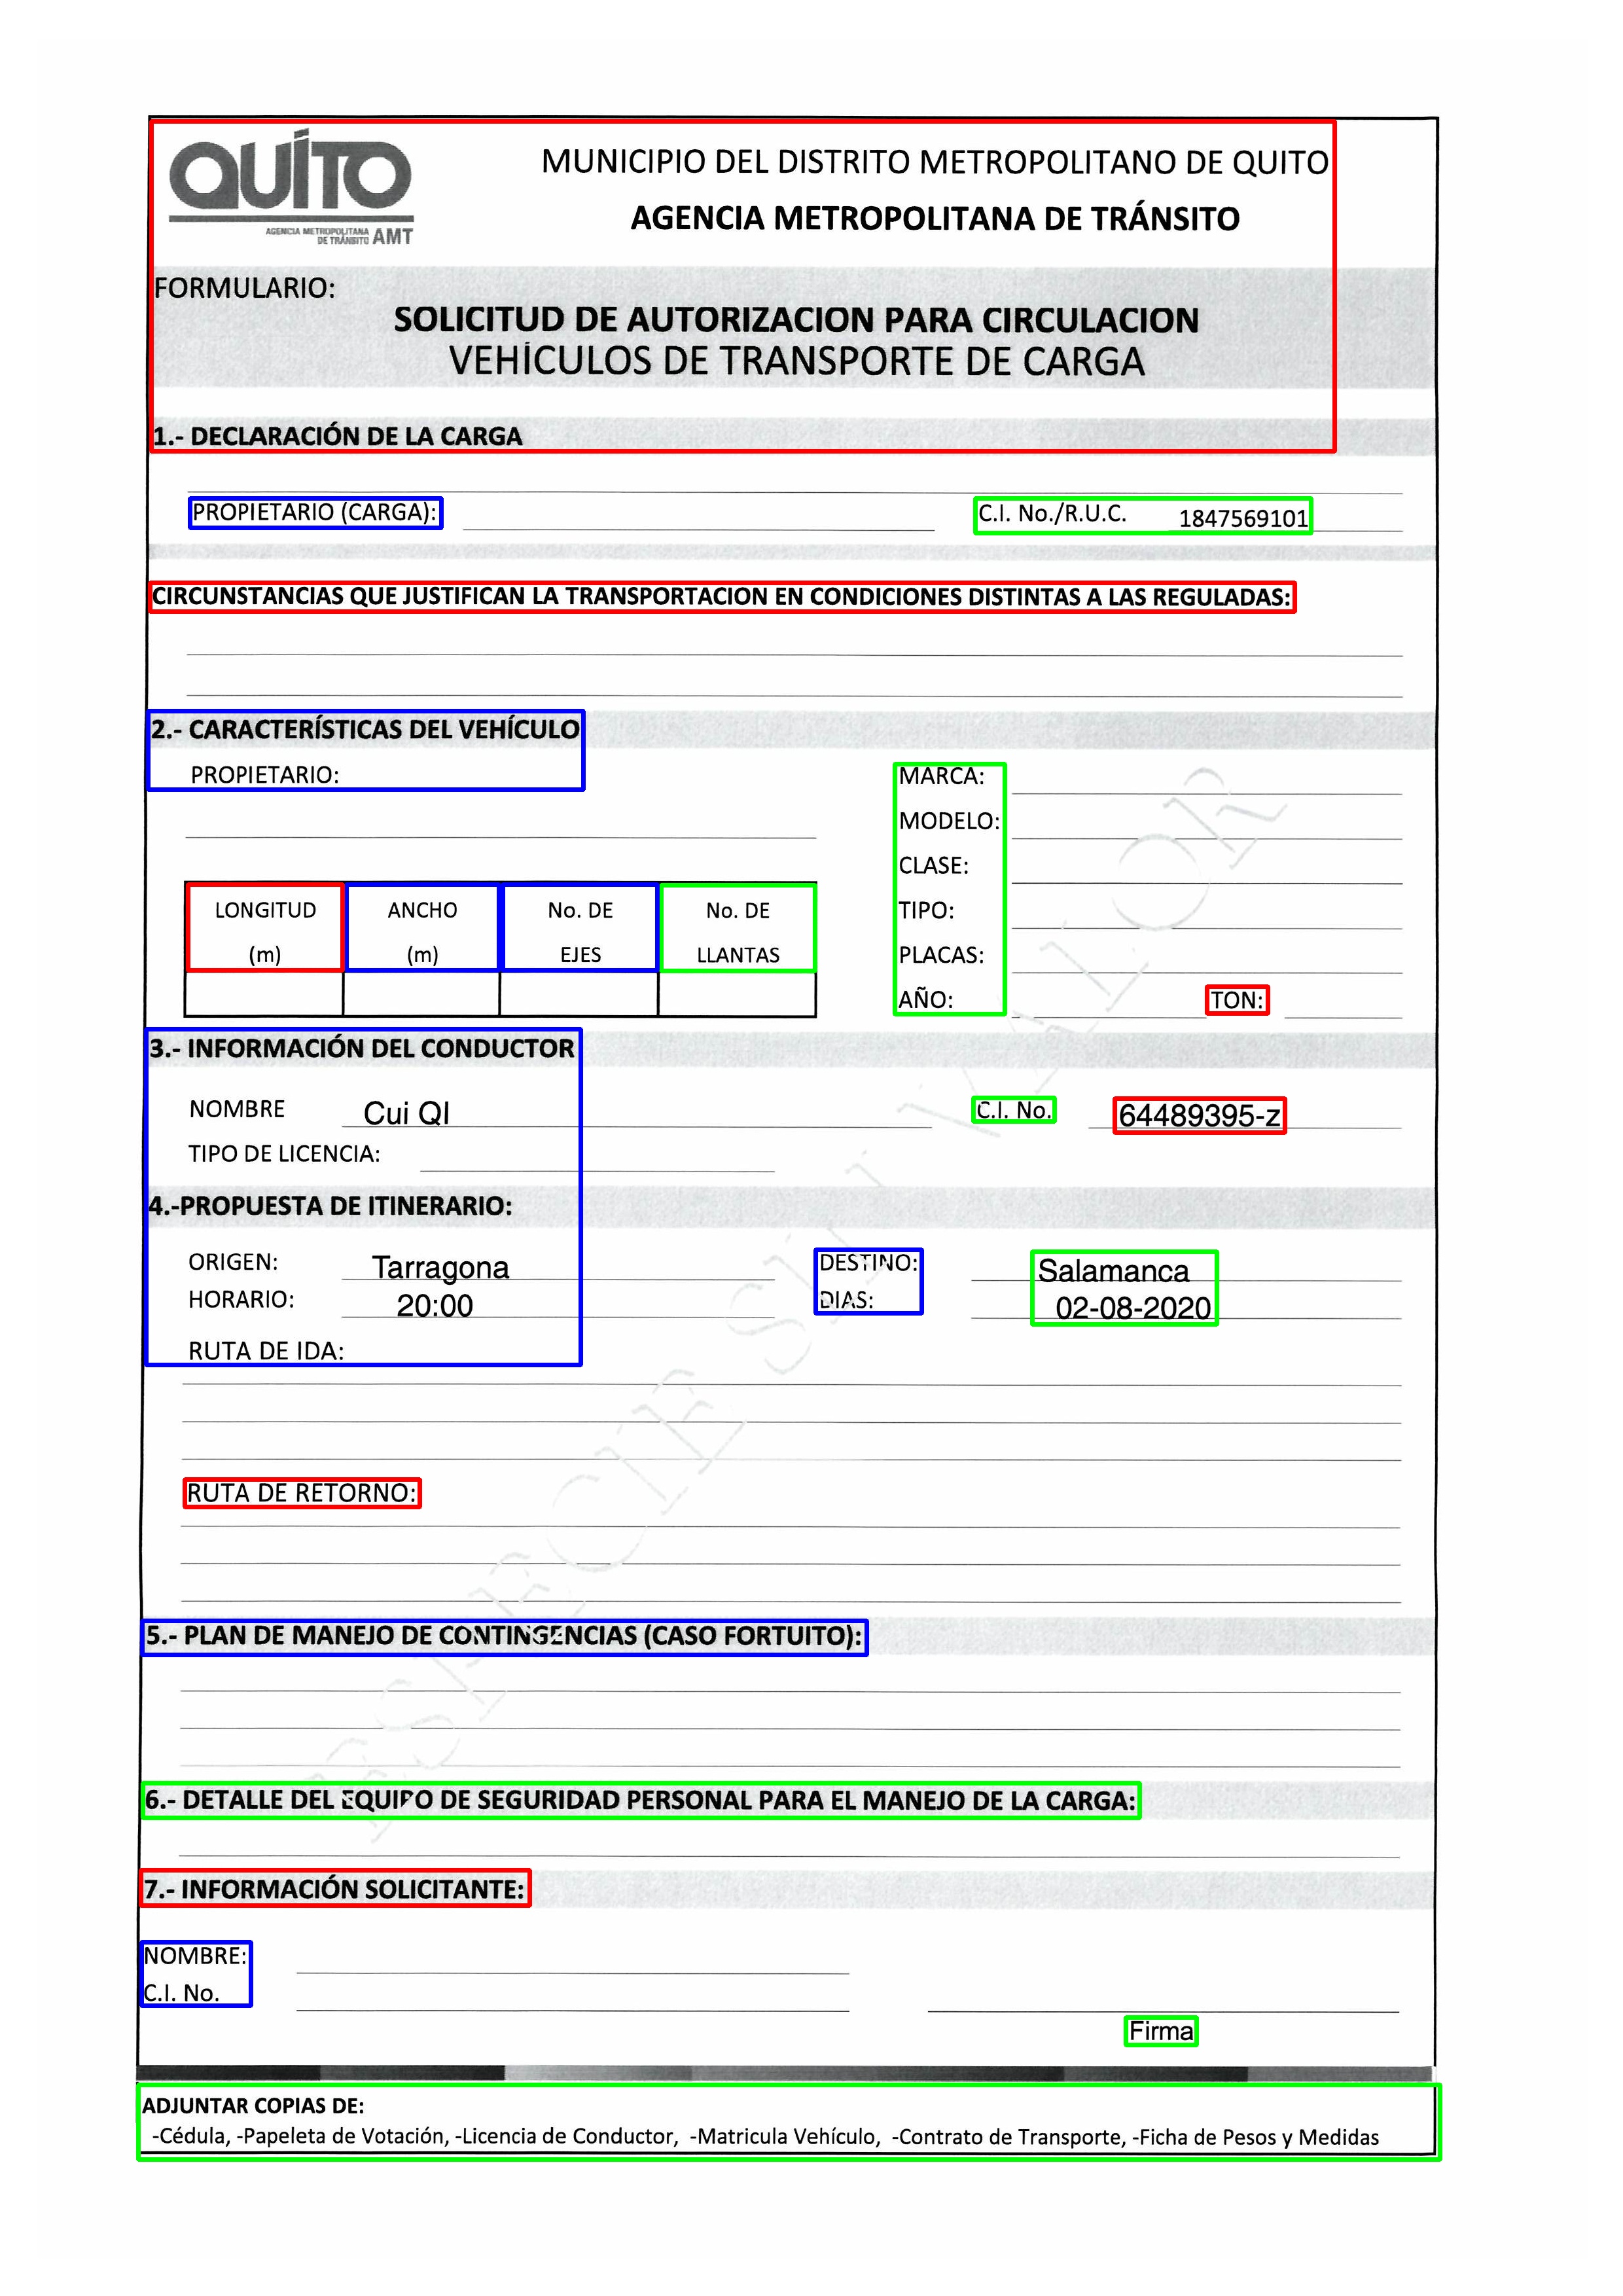 QUÍTO
AGENCIA METROPOLITANA
DE TRÁNSITO AMT
MUNICIPIO DEL DISTRITO METROPOLITANO DE QUITO
AGENCIA METROPOLITANA DE TRÁNSITO
FORMULARIO:
SOLICITUD DE AUTORIZACION PARA CIRCULACION
VEHÍCULOS DE TRANSPORTE DE CARGA
1.- DECLARACIÓN DE LA CARGA
PROPIETARIO (CARGA): C.I. No./R.U.C. 1847569101
CIRCUNSTANCIAS QUE JUSTIFICAN LA TRANSPORTACION EN CONDICIONES DISTINTAS A LAS REGULADAS:
2.- CARACTERÍSTICAS DEL VEHÍCULO
PROPIETARIO:
LONGITUD (m)
ANCHO (m)
No. DE EJES
No. DE LLANTAS
MARCA:
MODELO:
CLASE:
TIPO:
PLACAS:
AÑO: TON:
3.- INFORMACIÓN DEL CONDUCTOR
NOMBRE Cui QI C.I. No. 64489395-z
TIPO DE LICENCIA:
4.-PROPUESTA DE ITINERARIO:
ORIGEN: Tarragona DESTINO: Salamanca
HORARIO: 20:00 DIAS: 02-08-2020
RUTA DE IDA:
RUTA DE RETORNO:
5.- PLAN DE MANEJO DE CONTINGENCIAS (CASO FORTUITO):
6.- DETALLE DEL EQUIPO DE SEGURIDAD PERSONAL PARA EL MANEJO DE LA CARGA:
7.- INFORMACIÓN SOLICITANTE:
NOMBRE:
C.I. No.
Firma
ADJUNTAR COPIAS DE:
-Cédula, -Papeleta de Votación, -Licencia de Conductor, -Matricula Vehículo, -Contrato de Transporte, -Ficha de Pesos y Medidas
ESPECIE SIN VALOR